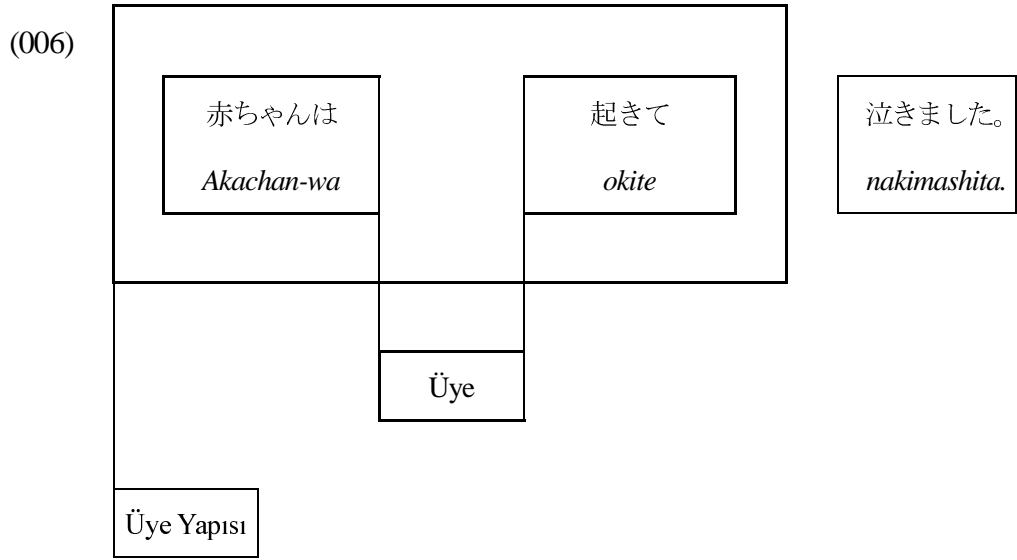 (006)
赤ちゃんは 起きて 泣きました。
Akachan-wa okite nakimashita.
Üye
Üye Yapısı